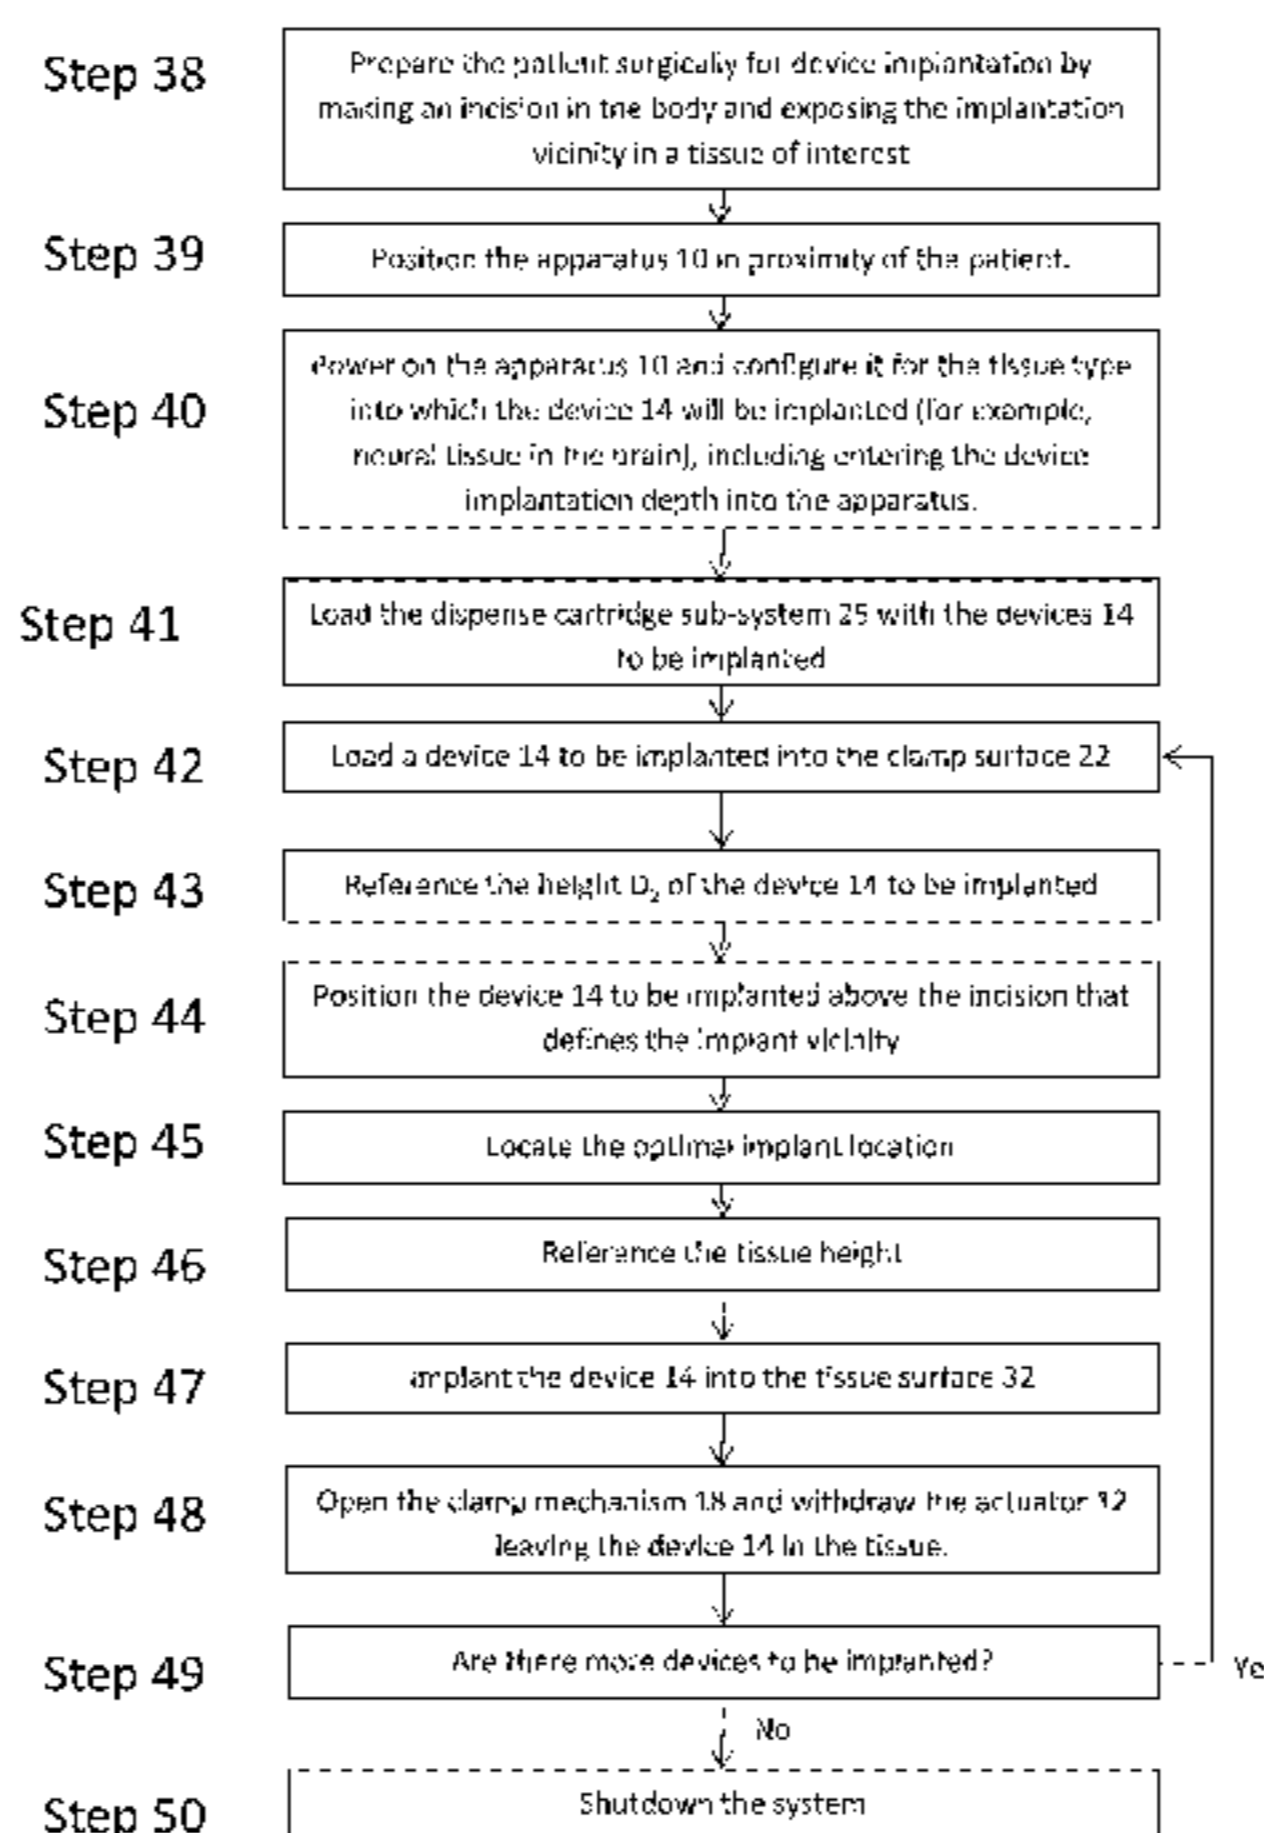 Step 38
Prepare the patient surgically for device implantation by
making an incision in the body and exposing the implantation
vicinity in a tissue of interest
Step 39
Position the apparatus 10 in proximity of the patient.
Step 40
Power on the apparatus 10 and configure it for the tissue type
into which the device 14 will be implanted (for example,
neural tissue in the brain), including entering the device
implantation depth into the apparatus.
Step 41
Load the dispense cartridge sub-system 25 with the devices 14
to be implanted
Step 42
Load a device 14 to be implanted into the clamp surface 22
Step 43
Reference the height D₂ of the device 14 to be implanted
Step 44
Position the device 14 to be implanted above the incision that
defines the implant vicinity
Step 45
Locate the optimal implant location
Step 46
Reference the tissue height
Step 47
Implant the device 14 into the tissue surface 32
Step 48
Open the clamp mechanism 18 and withdraw the actuator 12
leaving the device 14 in the tissue.
Step 49
Are there more devices to be implanted?
Ye
No
Step 50
Shutdown the system